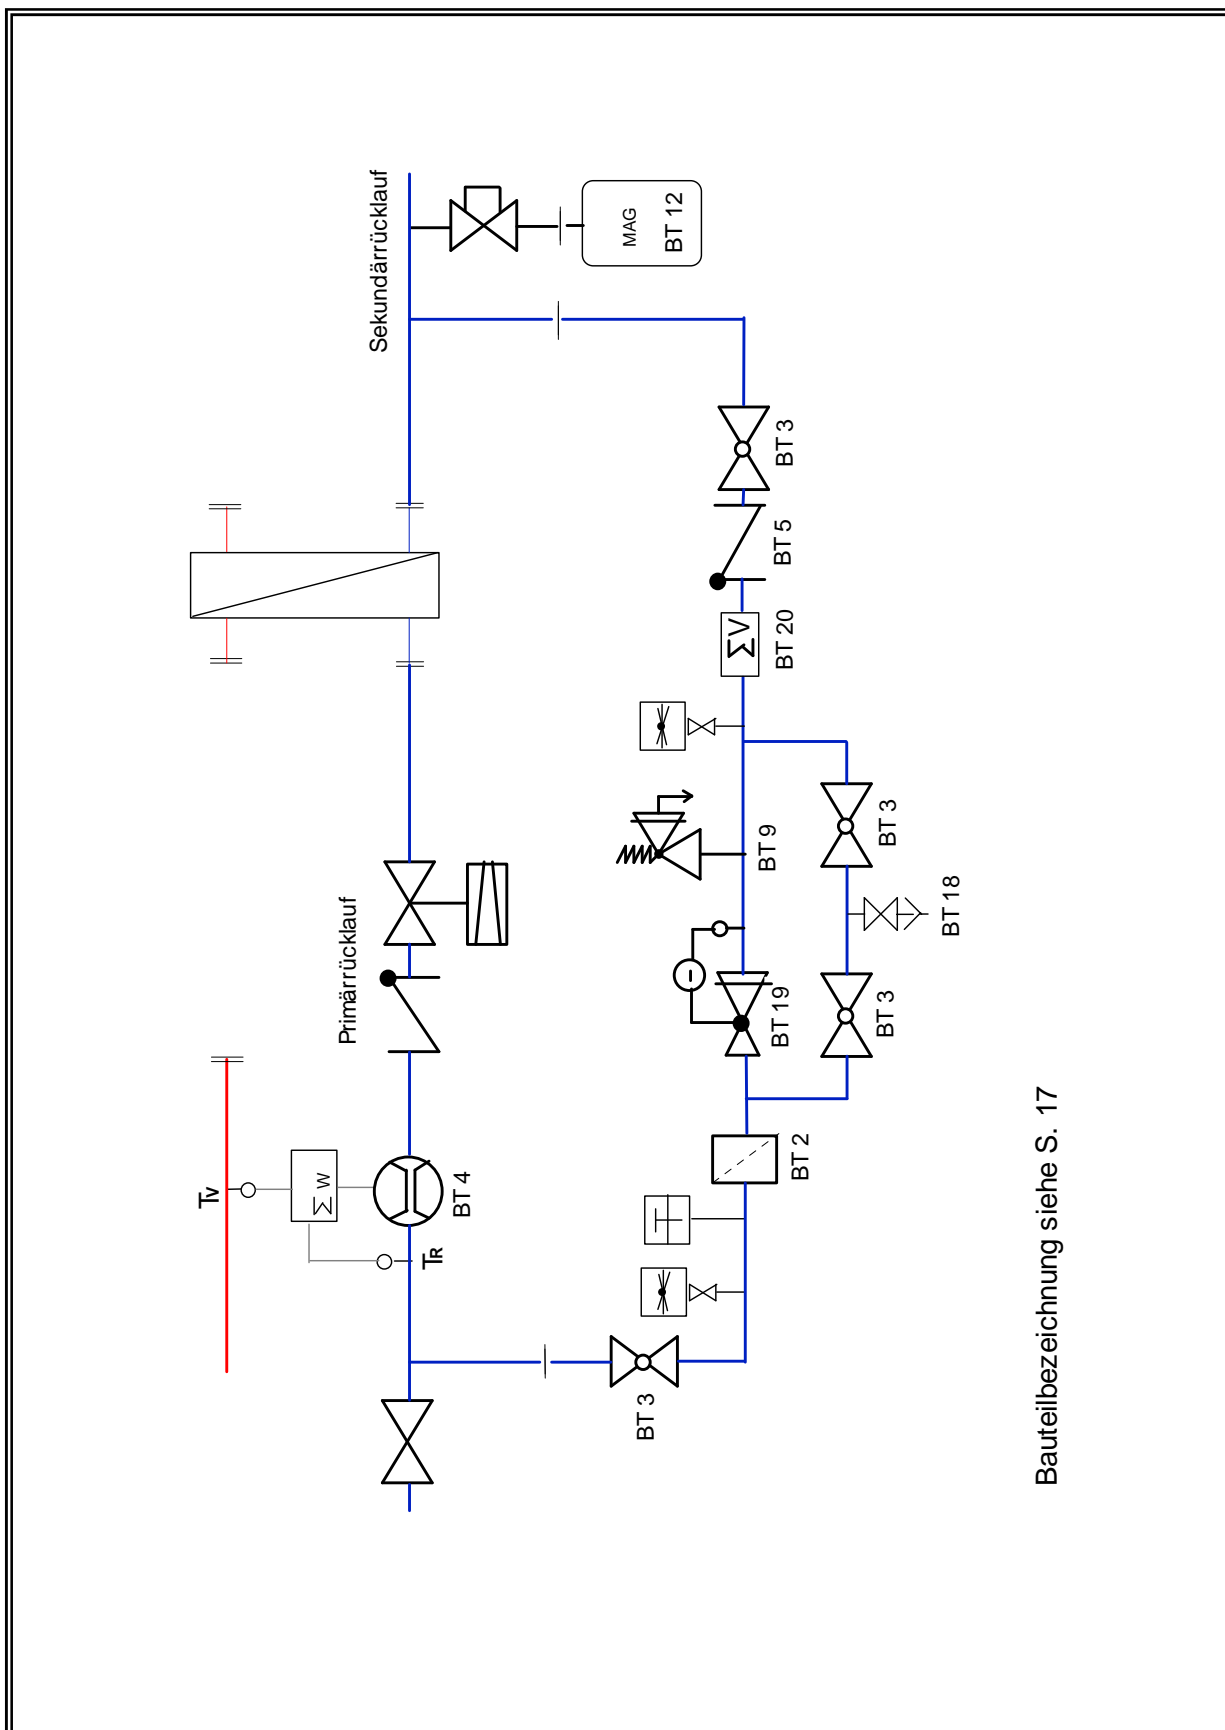 Sekundärrücklauf
MAG
BT 12
BT 3
BT 5
ΣV
BT 20
BT 9
BT 3
BT 18
Primärrücklauf
BT 19
BT 3
Tv
Σ W
BT 4
TR
BT 2
BT 3
Bauteilbezeichnung siehe S. 17